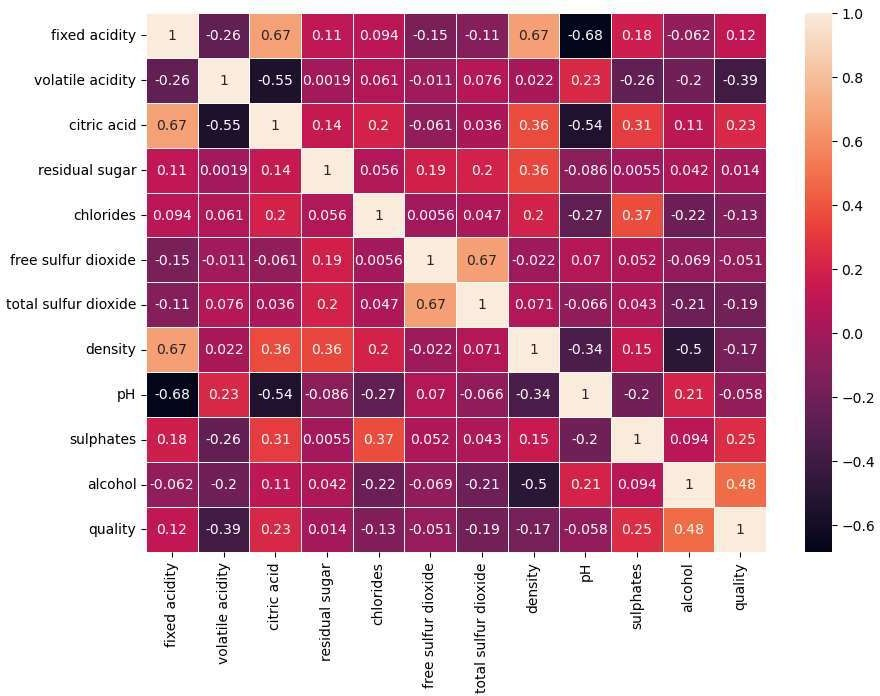 fixed acidity 1 -0.26 0.67 0.11 0.094 -0.15 -0.11 0.67 -0.68 0.18 -0.062 0.12
volatile acidity -0.26 1 -0.55 0.0019 0.061 -0.011 0.076 0.022 0.23 -0.26 -0.2 -0.39
citric acid 0.67 -0.55 1 0.14 0.2 -0.061 0.036 0.36 -0.54 0.31 0.11 0.23
residual sugar 0.11 0.0019 0.14 1 0.056 0.19 0.2 0.36 -0.086 0.0055 0.042 0.014
chlorides 0.094 0.061 0.2 0.056 1 0.0056 0.047 0.2 -0.27 0.37 -0.22 -0.13
free sulfur dioxide -0.15 -0.011 -0.061 0.19 0.0056 1 0.67 -0.022 0.07 0.052 -0.069 -0.051
total sulfur dioxide -0.11 0.076 0.036 0.2 0.047 0.67 1 0.071 -0.066 0.043 -0.21 -0.19
density 0.67 0.022 0.36 0.36 0.2 -0.022 0.071 1 -0.34 0.15 -0.5 -0.17
pH -0.68 0.23 -0.54 -0.086 -0.27 0.07 -0.066 -0.34 1 -0.2 0.21 -0.058
sulphates 0.18 -0.26 0.31 0.0055 0.37 0.052 0.043 0.15 -0.2 1 0.094 0.25
alcohol -0.062 -0.2 0.11 0.042 -0.22 -0.069 -0.21 -0.5 0.21 0.094 1 0.48
quality 0.12 -0.39 0.23 0.014 -0.13 -0.051 -0.19 -0.17 -0.058 0.25 0.48 1
fixed acidity
volatile acidity
citric acid
residual sugar
chlorides
free sulfur dioxide
total sulfur dioxide
density
pH
sulphates
alcohol
quality
1.0
0.8
0.6
0.4
0.2
0.0
−0.2
−0.4
−0.6